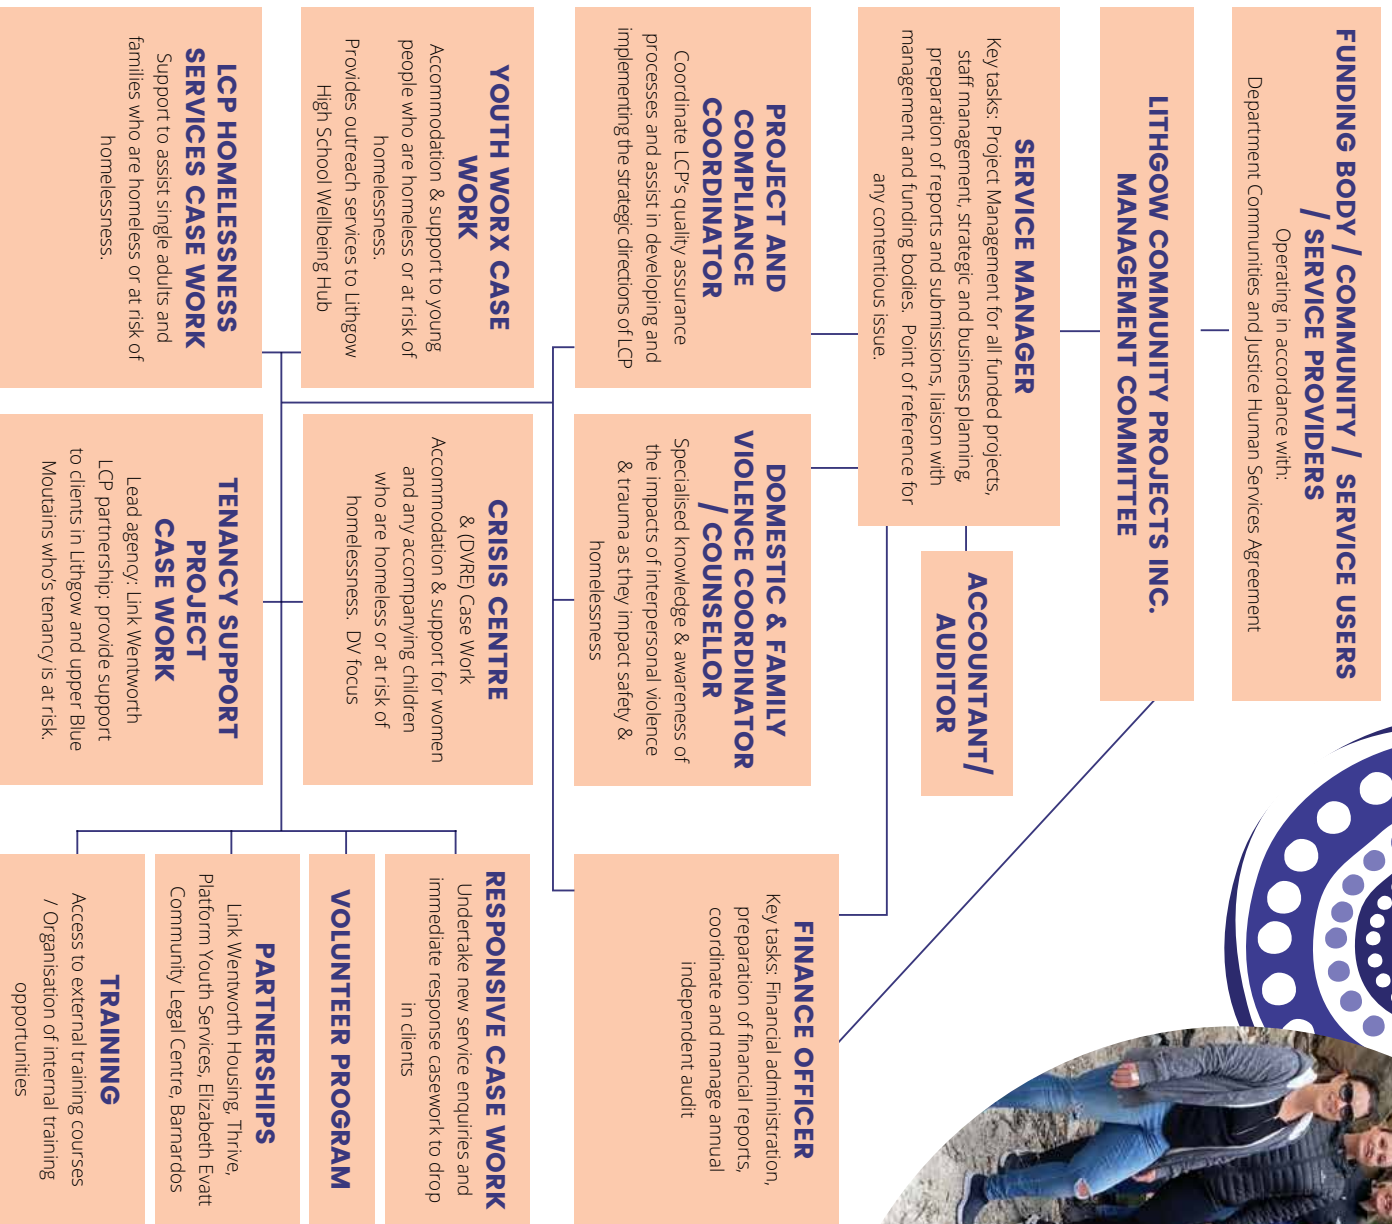 FUNDING BODY / COMMUNITY / SERVICE USERS
/ SERVICE PROVIDERS
Operating in accordance with:
Department Communities and Justice Human Services Agreement
LITHGOW COMMUNITY PROJECTS INC.
MANAGEMENT COMMITTEE
SERVICE MANAGER
Key tasks: Project Management for all funded projects,
staff management, strategic and business planning,
preparation of reports and submissions, liaison with
management and funding bodies. Point of reference for
any contentious issue.
ACCOUNTANT/
AUDITOR
PROJECT AND
COMPLIANCE
COORDINATOR
Coordinate LCP's quality assurance
processes and assist in developing and
implementing the strategic directions of LCP
DOMESTIC & FAMILY
VIOLENCE COORDINATOR
/ COUNSELLOR
Specialised knowledge & awareness of
the impacts of interpersonal violence
& trauma as they impact safety &
homelessness
FINANCE OFFICER
Key tasks: Financial administration,
preparation of financial reports,
coordinate and manage annual
independent audit
YOUTH WORX CASE
WORK
Accommodation & support to young
people who are homeless or at risk of
homelessness.
Provides outreach services to Lithgow
High School Wellbeing Hub
CRISIS CENTRE
& (DVRE) Case Work
Accommodation & support for women
and any accompanying children
who are homeless or at risk of
homelessness. DV focus
RESPONSIVE CASE WORK
Undertake new service enquiries and
immediate response casework to drop
in clients
VOLUNTEER PROGRAM
LCP HOMELESSNESS
SERVICES CASE WORK
Support to assist single adults and
families who are homeless or at risk of
homelessness.
TENANCY SUPPORT
PROJECT
CASE WORK
Lead agency: Link Wentworth
LCP partnership: provide support
to clients in Lithgow and upper Blue
Moutains who's tenancy is at risk.
PARTNERSHIPS
Link Wentworth Housing, Thrive,
Platform Youth Services, Elizabeth Evatt
Community Legal Centre, Barnardos
TRAINING
Access to external training courses
/ Organisation of internal training
opportunities